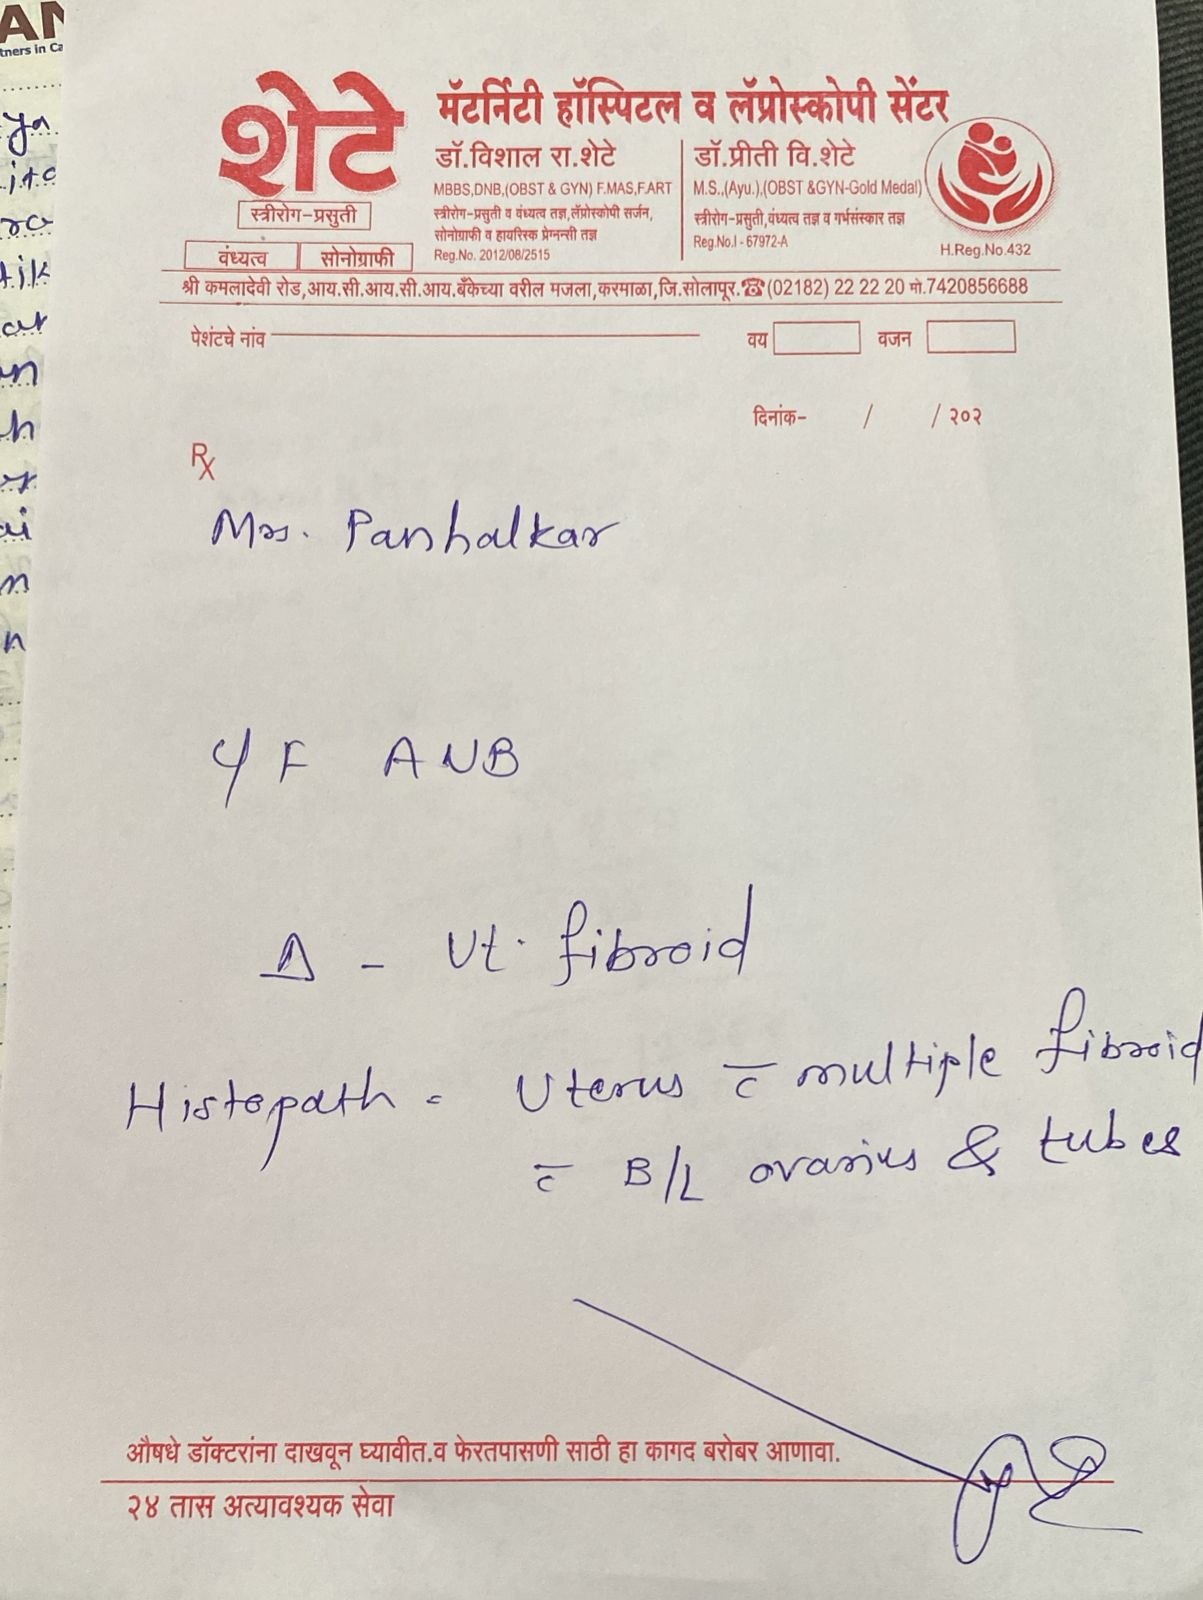 AN
tners in Ca
शेटे
मॅटर्निटी हॉस्पिटल व लॅप्रोस्कोपी सेंटर
स्त्रीरोग-प्रसुती
वंध्यत्व
सोनोग्राफी
डॉ.विशाल रा.शेटे
MBBS,DNB,(OBST & GYN) F.MAS,F.ART
स्त्रीरोग-प्रसुती व वंध्यत्व तज्ञ,लॅप्रोस्कोपी सर्जन,
सोनोग्राफी व हायरिस्क प्रेग्नन्सी तज्ञ
Reg.No. 2012/08/2515
डॉ.प्रीती वि.शेटे
M.S.,(Ayu.),(OBST &GYN-Gold Medal)
स्त्रीरोग-प्रसुती,वंध्यत्व तज्ञ व गर्भसंस्कार तज्ञ
Reg.No.I - 67972-A
H.Reg.No.432
श्री कमलादेवी रोड,आय.सी.आय.सी.आय.बँकेच्या वरील मजला,करमाळा,जि.सोलापूर.☎(02182) 22 22 20 मो.7420856688
पेशंटचे नांव वय वजन
दिनांक- / / २०२
Rx
Mrs. Panhalkar
F AUB
Δ - Ut. fibroid
Histopath - Uterus c̄ multiple fibroid
c̄ B/L ovaries & tubes
औषधे डॉक्टरांना दाखवून घ्यावीत.व फेरतपासणी साठी हा कागद बरोबर आणावा.
२४ तास अत्यावश्यक सेवा